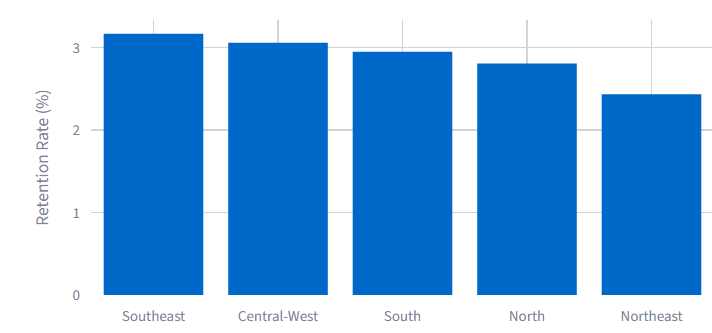 Retention Rate (%)
3
2
1
0
Southeast
Central-West
South
North
Northeast